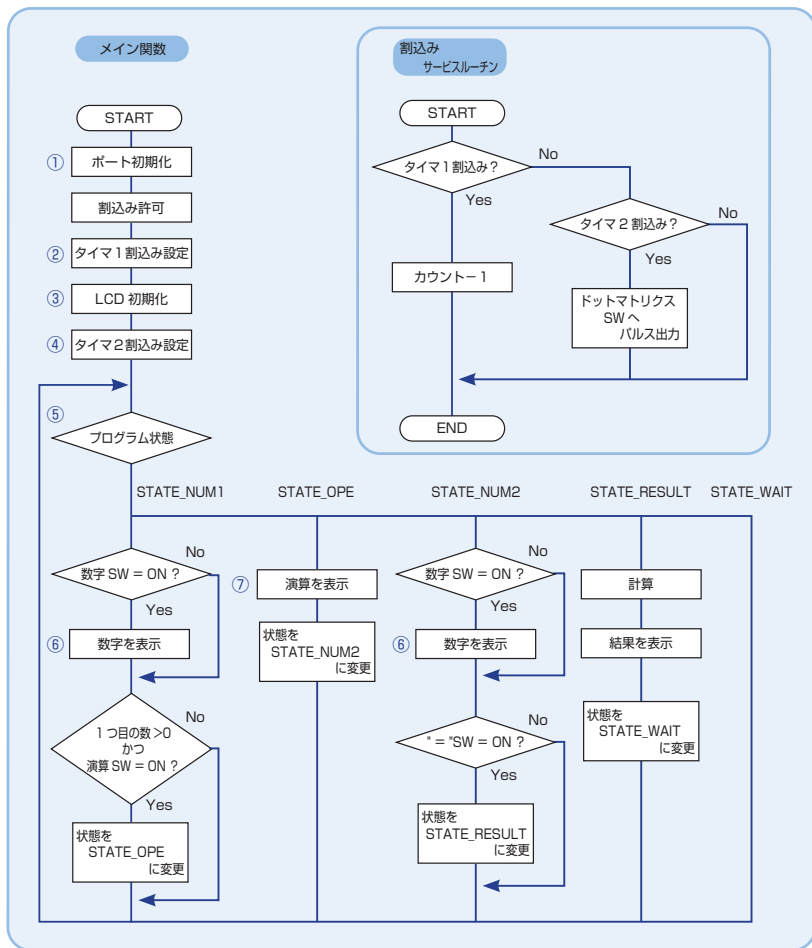 メイン関数
START
① ポート初期化
割込み許可
② タイマ1割込み設定
③ LCD 初期化
④ タイマ2割込み設定
⑤
プログラム状態
割込み
サービスルーチン
START
タイマ1割込み?
No
Yes
タイマ2割込み?
No
Yes
カウント－1
ドットマトリクス
SW へ
パルス出力
END
STATE_NUM1
STATE_OPE
STATE_NUM2
STATE_RESULT
STATE_WAIT
数字 SW = ON ?
No
Yes
⑥ 数字を表示
1つ目の数 >0
かつ
演算 SW = ON ?
No
Yes
状態を
STATE_OPE
に変更
⑦ 演算を表示
状態を
STATE_NUM2
に変更
数字 SW = ON ?
No
Yes
⑥ 数字を表示
" = "SW = ON ?
No
Yes
状態を
STATE_RESULT
に変更
計算
結果を表示
状態を
STATE_WAIT
に変更